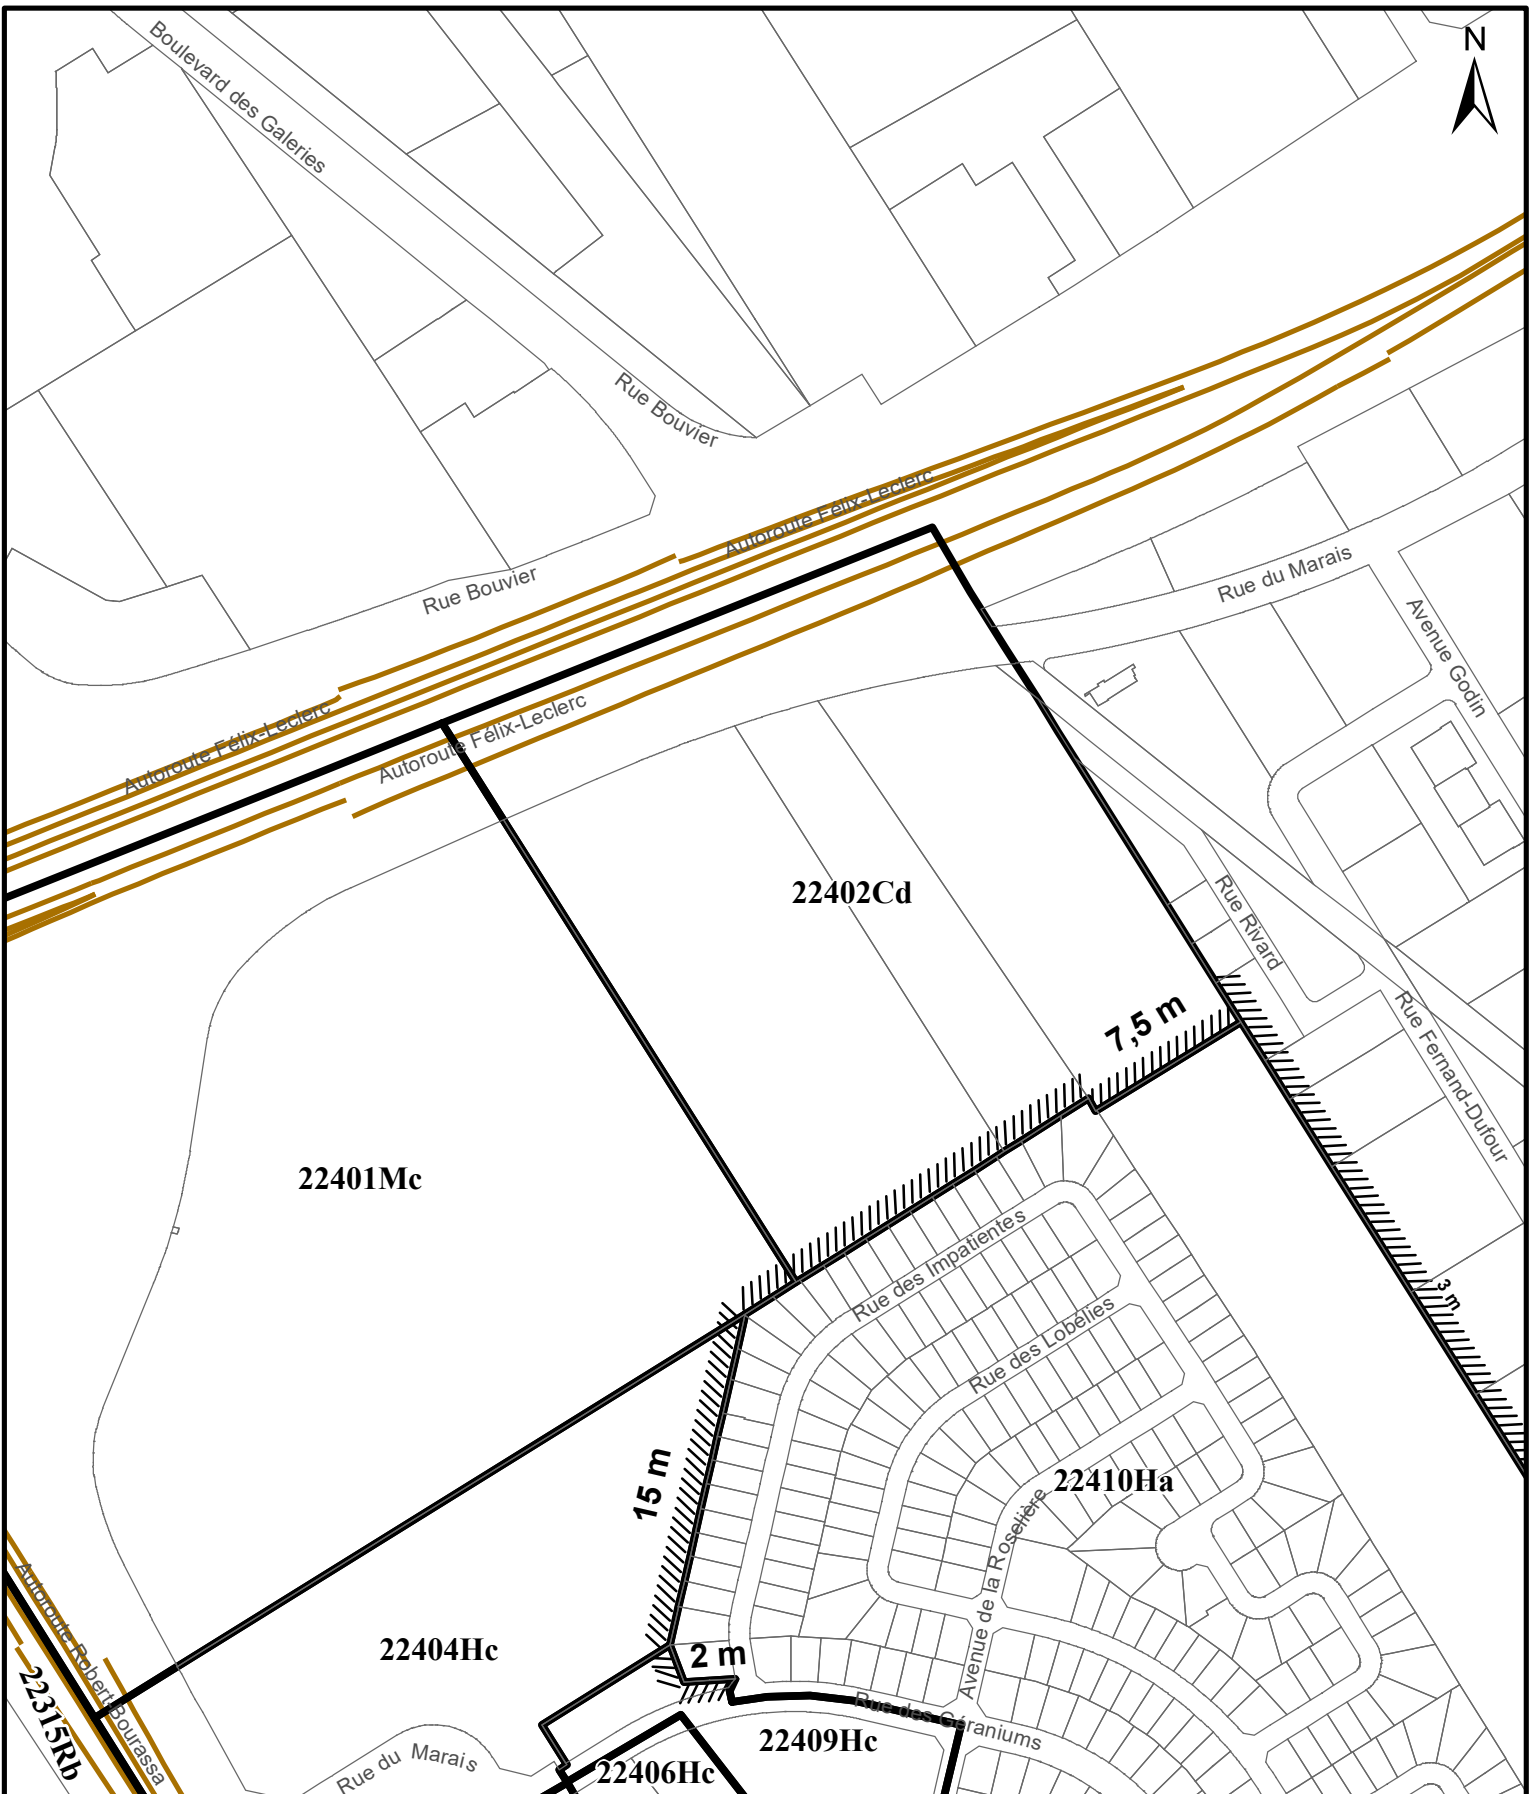 N
Boulevard des Galeries
Rue Bouvier
Autoroute Félix-Leclerc
Rue Bouvier
Rue du Marais
Avenue Godin
Autoroute Félix-Leclerc
Autoroute Félix-Leclerc
22402Cd
Rue Rivard
7,5 m
Rue Fernand-Dufour
22401Mc
Rue des Impatientes
3 m
Rue des Lobélies
15 m
22410Ha
Avenue de la Roselière
22404Hc
2 m
Autoroute Robert-Bourassa
22315Rb
Rue des Géraniums
22409Hc
Rue du Marais
22406Hc